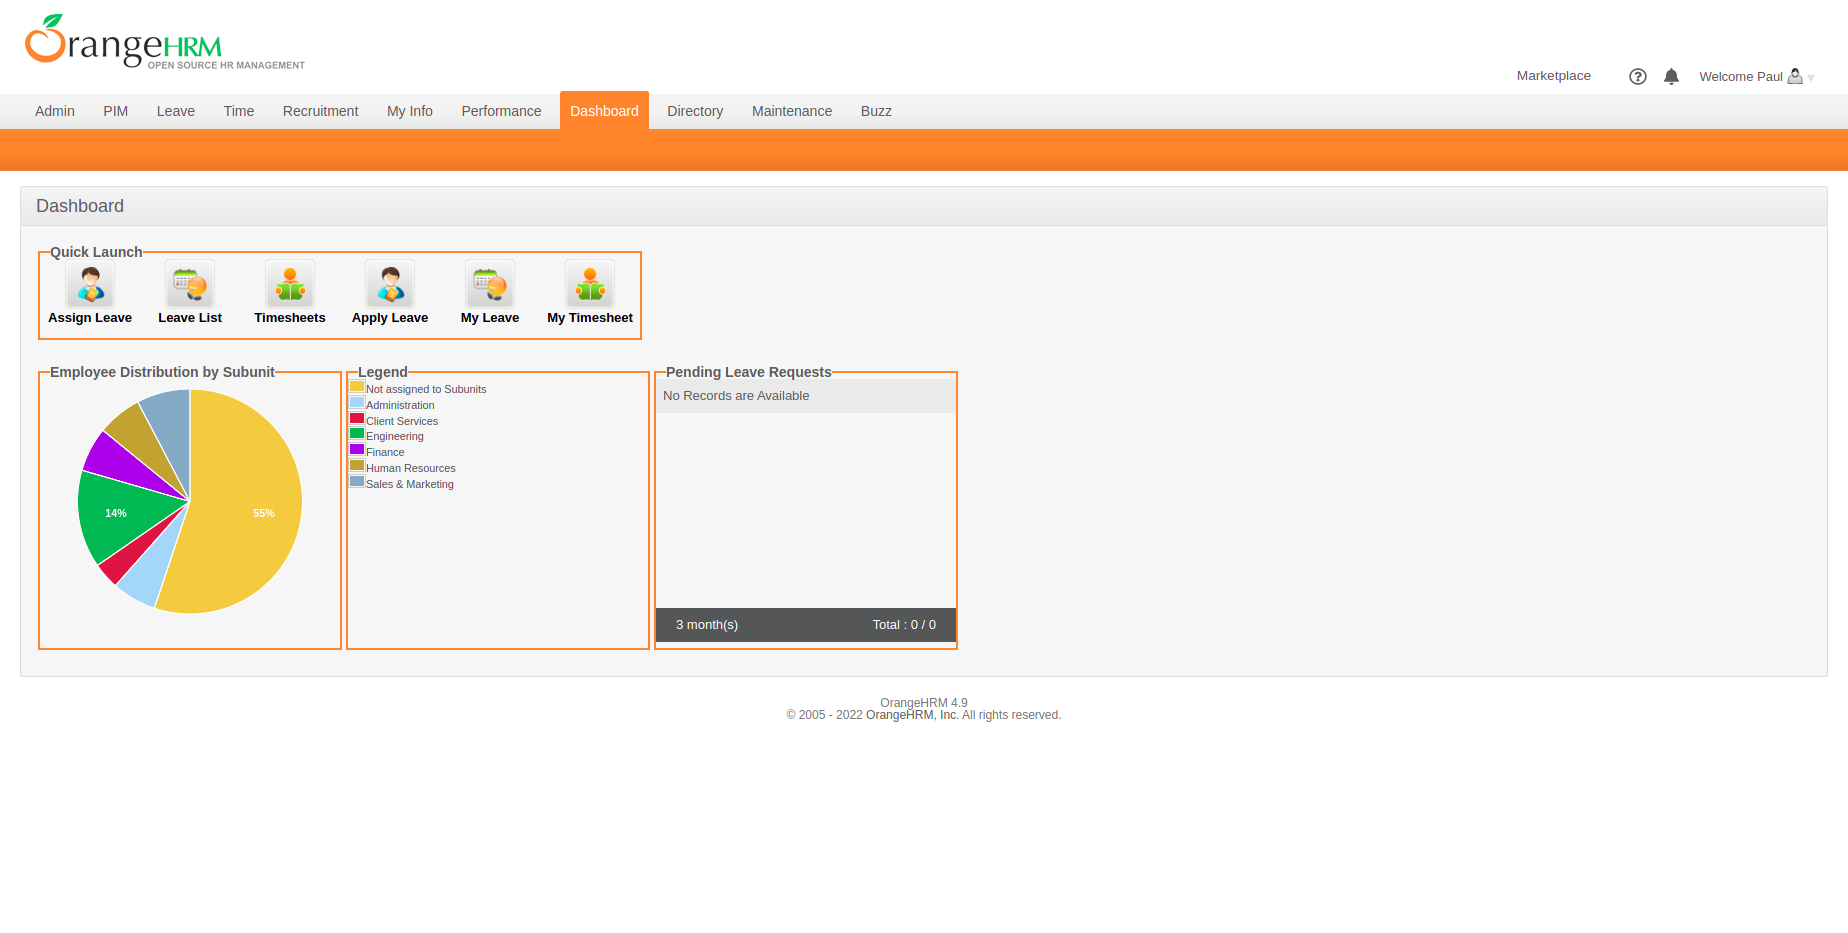 OrangeHRM
OPEN SOURCE HR MANAGEMENT
Marketplace
Welcome Paul
Admin PIM Leave Time Recruitment My Info Performance Dashboard Directory Maintenance Buzz
Dashboard
Quick Launch
Assign Leave Leave List Timesheets Apply Leave My Leave My Timesheet
Employee Distribution by Subunit
14%
55%
Legend
Not assigned to Subunits
Administration
Client Services
Engineering
Finance
Human Resources
Sales & Marketing
Pending Leave Requests
No Records are Available
3 month(s) Total : 0 / 0
OrangeHRM 4.9
© 2005 - 2022 OrangeHRM, Inc. All rights reserved.